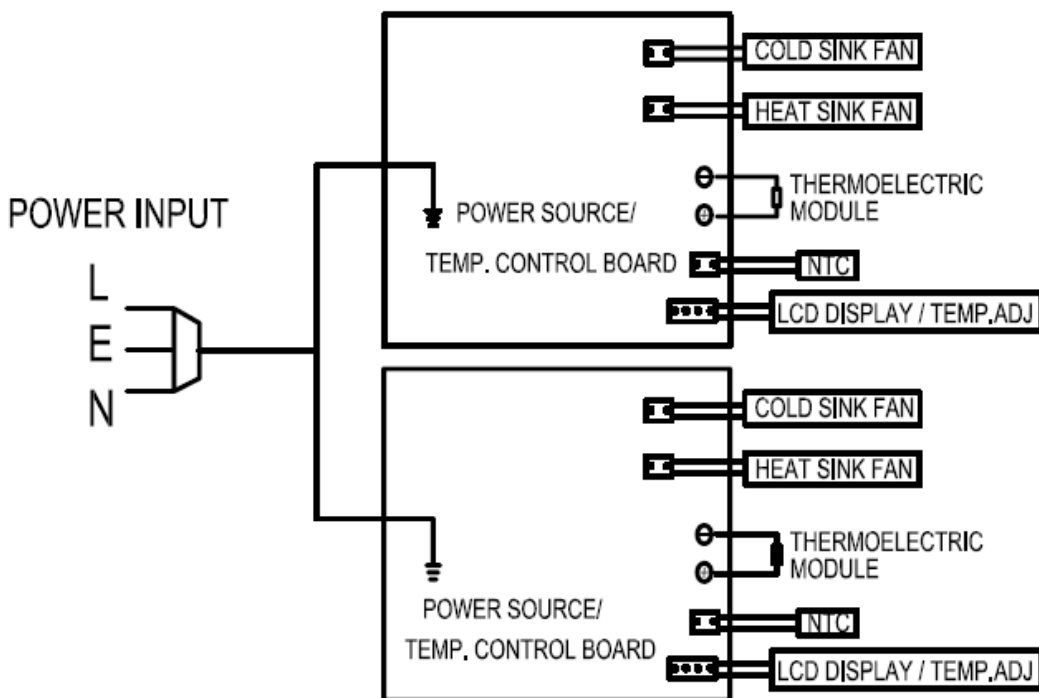 POWER INPUT
L
E
N
COLD SINK FAN
HEAT SINK FAN
THERMOELECTRIC
MODULE
POWER SOURCE/
TEMP. CONTROL BOARD
NTC
LCD DISPLAY / TEMP.ADJ
COLD SINK FAN
HEAT SINK FAN
THERMOELECTRIC
MODULE
POWER SOURCE/
TEMP. CONTROL BOARD
NTC
LCD DISPLAY / TEMP.ADJ